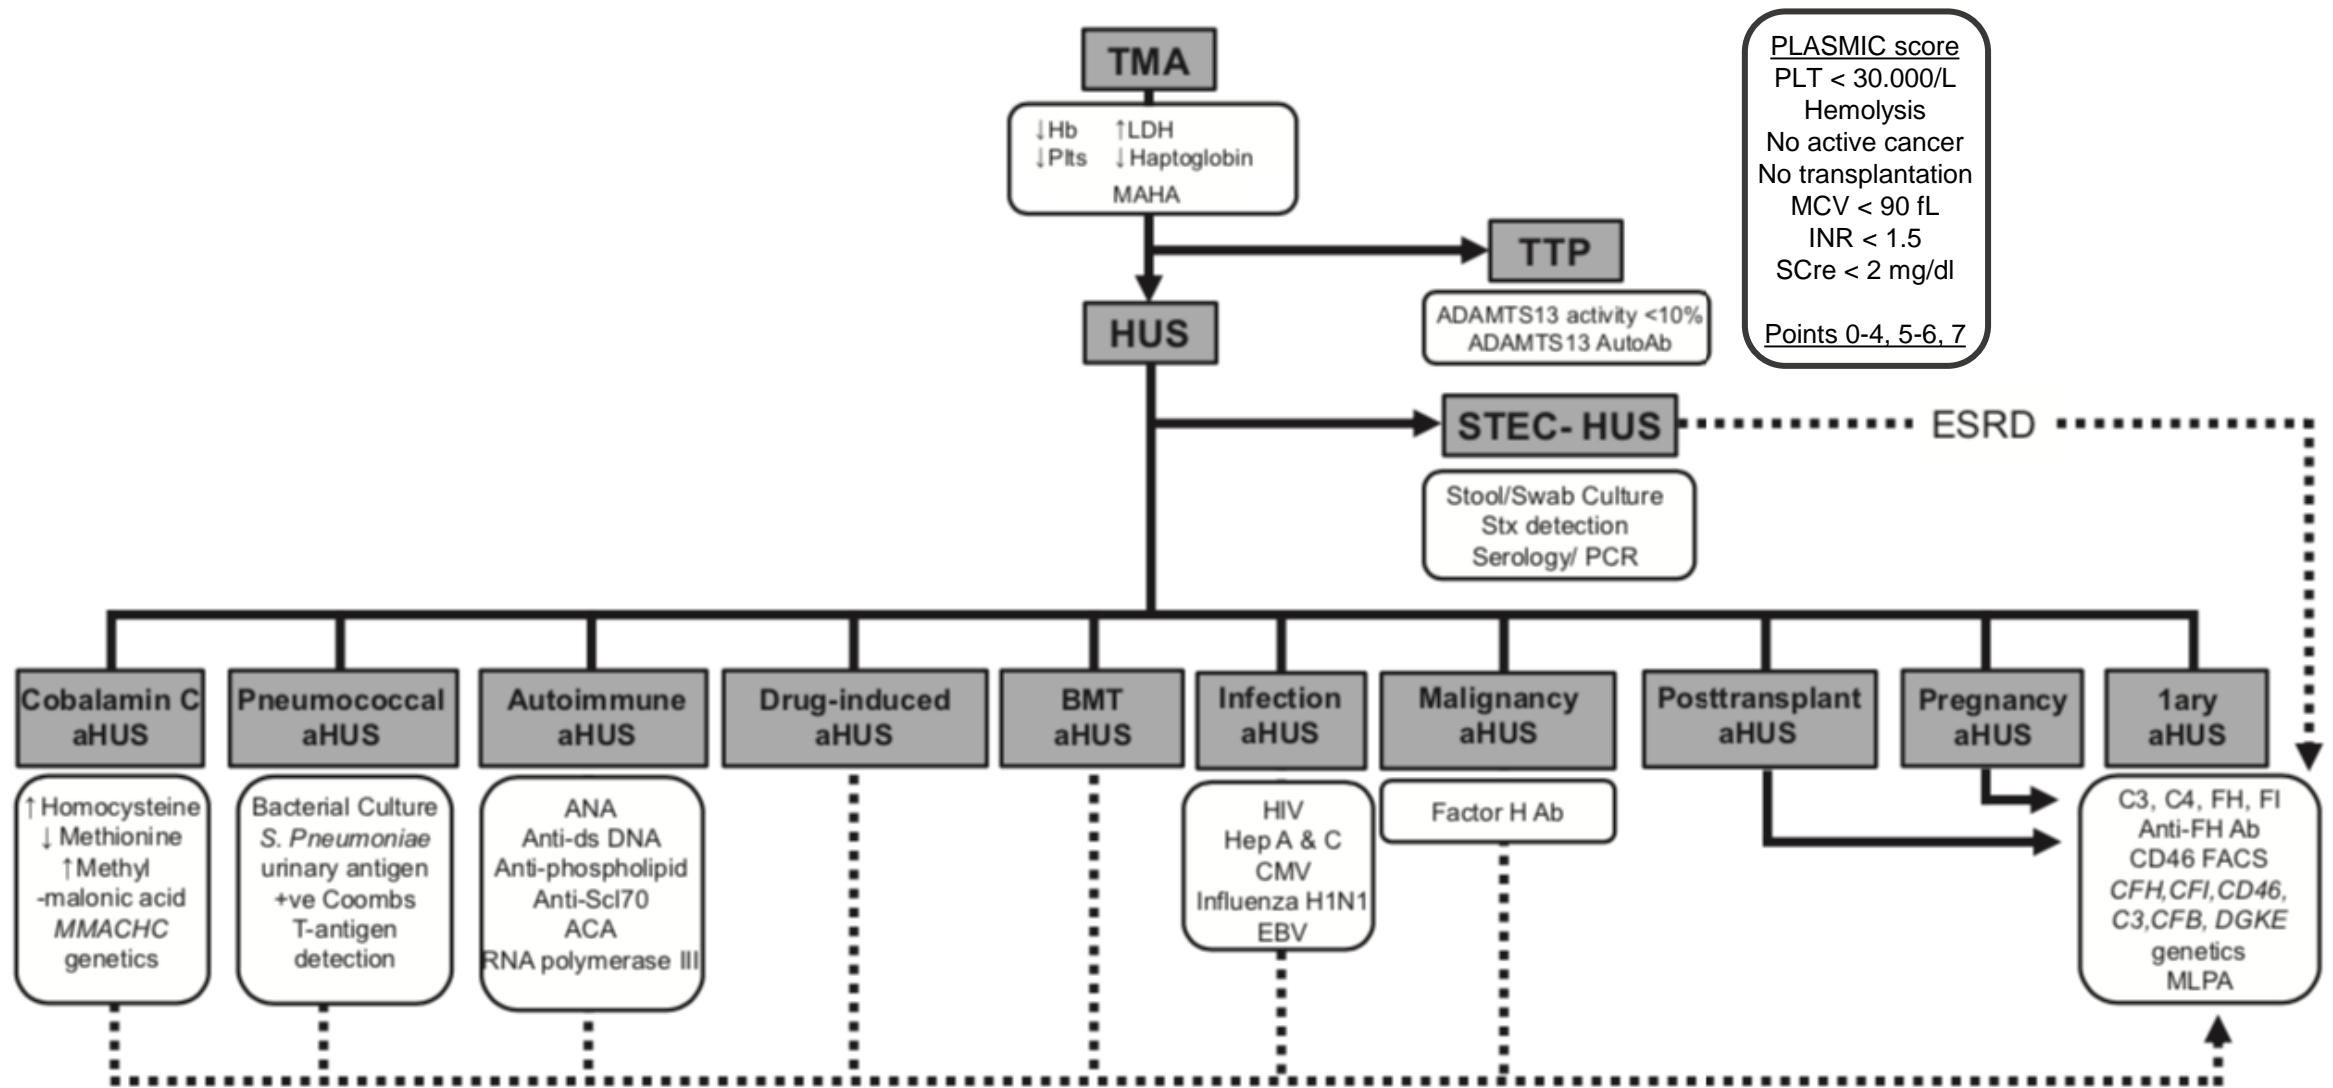 TMA
↓Hb ↑LDH
↓Plts ↓Haptoglobin
MAHA
PLASMIC score
PLT < 30.000/L
Hemolysis
No active cancer
No transplantation
MCV < 90 fL
INR < 1.5
SCre < 2 mg/dl
Points 0-4, 5-6, 7
TTP
ADAMTS13 activity <10%
ADAMTS13 AutoAb
HUS
STEC- HUS
ESRD
Stool/Swab Culture
Stx detection
Serology/ PCR
Cobalamin C
aHUS
↑Homocysteine
↓Methionine
↑Methyl
-malonic acid
MMACHC
genetics
Pneumococcal
aHUS
Bacterial Culture
S. Pneumoniae
urinary antigen
+ve Coombs
T-antigen
detection
Autoimmune
aHUS
ANA
Anti-ds DNA
Anti-phospholipid
Anti-Scl70
ACA
RNA polymerase III
Drug-induced
aHUS
BMT
aHUS
Infection
aHUS
HIV
Hep A & C
CMV
Influenza H1N1
EBV
Malignancy
aHUS
Factor H Ab
Posttransplant
aHUS
Pregnancy
aHUS
1ary
aHUS
C3, C4, FH, FI
Anti-FH Ab
CD46 FACS
CFH,CFI,CD46,
C3,CFB, DGKE
genetics
MLPA